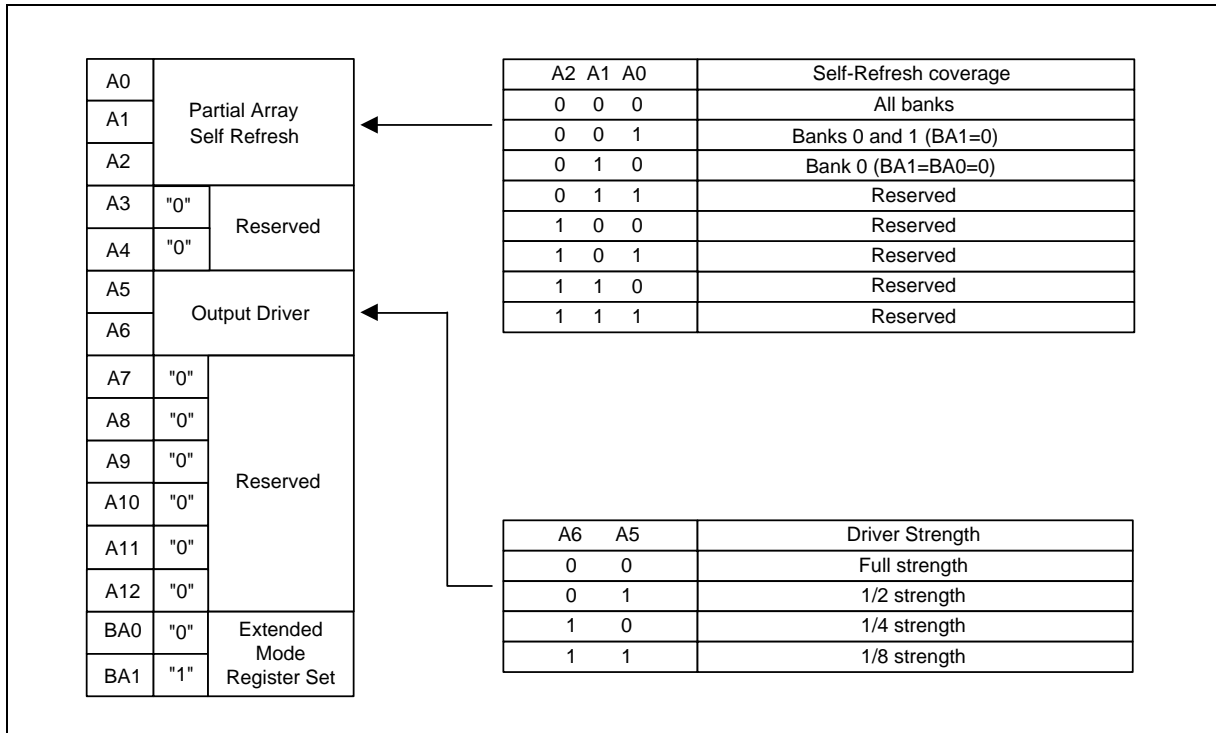 A0
A1
A2
Partial Array
Self Refresh
A3 "0"
A4 "0"
Reserved
A5
A6
Output Driver
A7 "0"
A8 "0"
A9 "0"
A10 "0"
A11 "0"
A12 "0"
Reserved
BA0 "0"
BA1 "1"
Extended
Mode
Register Set
A2 A1 A0 Self-Refresh coverage
0 0 0 All banks
0 0 1 Banks 0 and 1 (BA1=0)
0 1 0 Bank 0 (BA1=BA0=0)
0 1 1 Reserved
1 0 0 Reserved
1 0 1 Reserved
1 1 0 Reserved
1 1 1 Reserved
A6 A5 Driver Strength
0 0 Full strength
0 1 1/2 strength
1 0 1/4 strength
1 1 1/8 strength